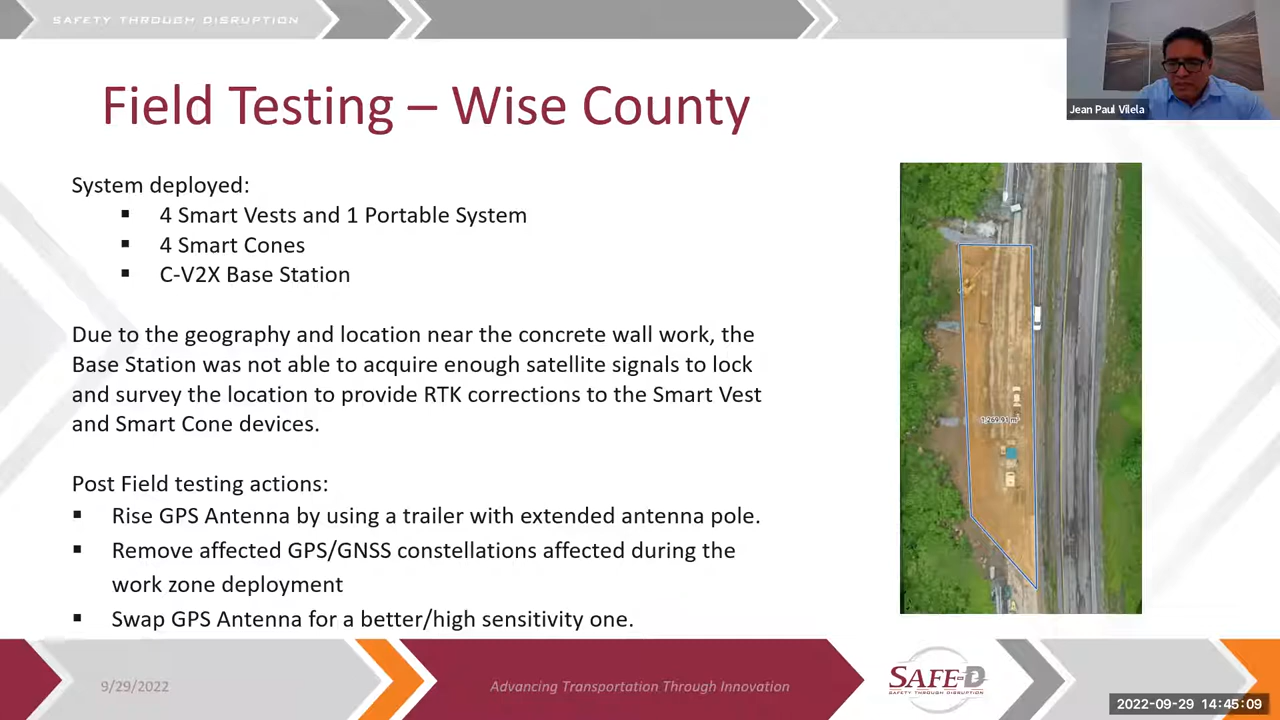 SAFETY THROUGH DISRUPTION
Jean Paul Vilela
Field Testing – Wise County
System deployed:
▪ 4 Smart Vests and 1 Portable System
▪ 4 Smart Cones
▪ C-V2X Base Station
Due to the geography and location near the concrete wall work, the
Base Station was not able to acquire enough satellite signals to lock
and survey the location to provide RTK corrections to the Smart Vest
and Smart Cone devices.
Post Field testing actions:
▪ Rise GPS Antenna by using a trailer with extended antenna pole.
▪ Remove affected GPS/GNSS constellations affected during the
work zone deployment
▪ Swap GPS Antenna for a better/high sensitivity one.
9/29/2022
Advancing Transportation Through Innovation
SAFE-D
SAFETY THROUGH DISRUPTION
2022-09-29 14:45:09